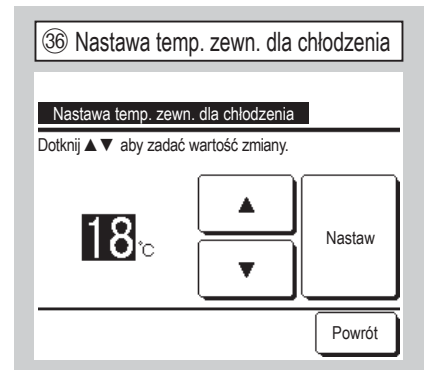 ㊱ Nastawa temp. zewn. dla chłodzenia
Nastawa temp. zewn. dla chłodzenia
Dotknij ▲▼ aby zadać wartość zmiany.
▲
18°C
Nastaw
▼
Powrót